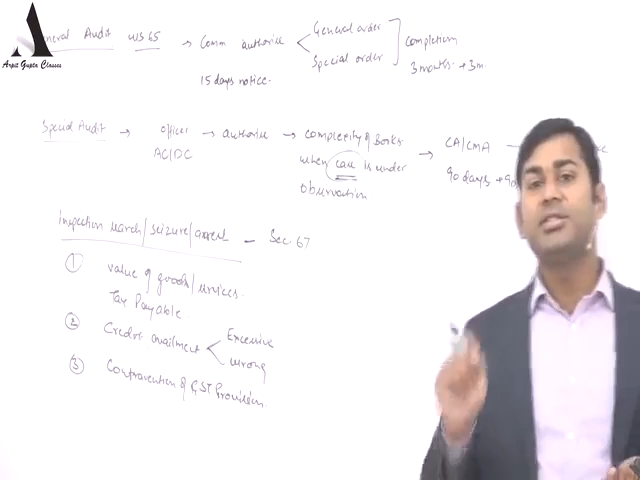 General Audit u/s 65 → Comm authorise General order
Special order
completion
3 months + 3m
15 days notice.
Arpit Gupta Classes
Special Audit → officer → authorise → complexity of Books
AC/DC
when case is under
observation
→ CA/CMA
90 days + 90
Inspection search/seizure/arrest – Sec. 67
① value of goods/services.
Tax Payable
② Credit availment Excessive
wrong
③ Contravention of GST Provision.